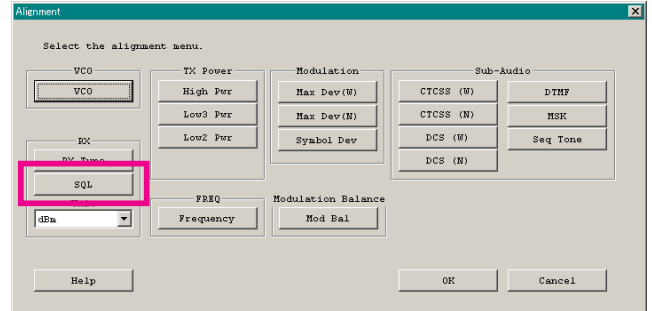 Alignment
Select the alignment menu.
VCO
VCO
TX Power
High Pwr
Low3 Pwr
Low2 Pwr
Modulation
Max Dev(W)
Max Dev(N)
Symbol Dev
Sub-Audio
CTCSS (W)
CTCSS (N)
DCS (W)
DCS (N)
DTMF
MSK
Seq Tone
RX
RX Type
SQL
dBm
FREQ
Frequency
Modulation Balance
Mod Bal
Help
OK
Cancel